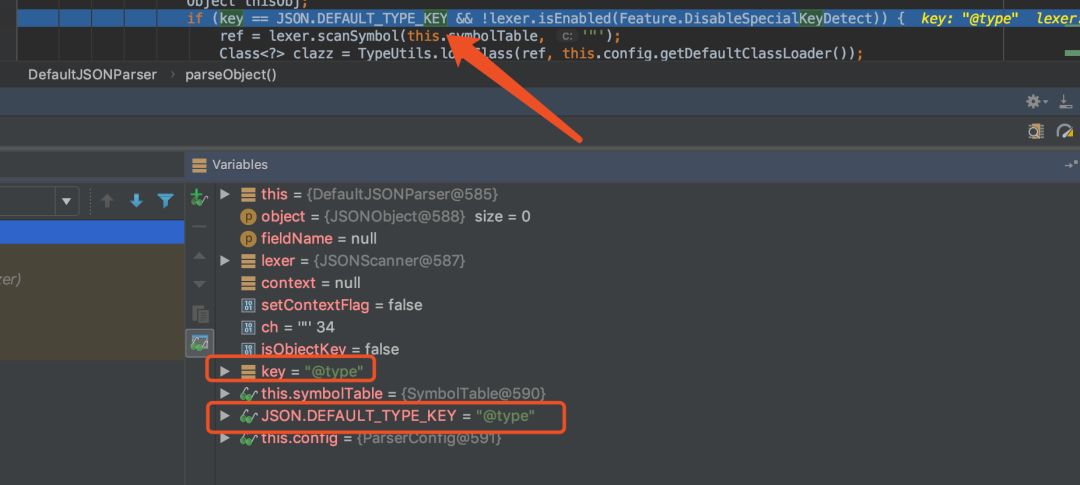 Object thisObj;
if (key == JSON.DEFAULT_TYPE_KEY && !lexer.isEnabled(Feature.DisableSpecialKeyDetect)) { key: "@type" lexer.
ref = lexer.scanSymbol(this.symbolTable, c: '"');
Class<?> clazz = TypeUtils.loadClass(ref, this.config.getDefaultClassLoader());
DefaultJSONParser › parseObject()
Variables
this = {DefaultJSONParser@585}
object = {JSONObject@588} size = 0
fieldName = null
lexer = {JSONScanner@587}
context = null
setContextFlag = false
ch = '"' 34
isObjectKey = false
key = "@type"
this.symbolTable = {SymbolTable@590}
JSON.DEFAULT_TYPE_KEY = "@type"
this.config = {ParserConfig@591}